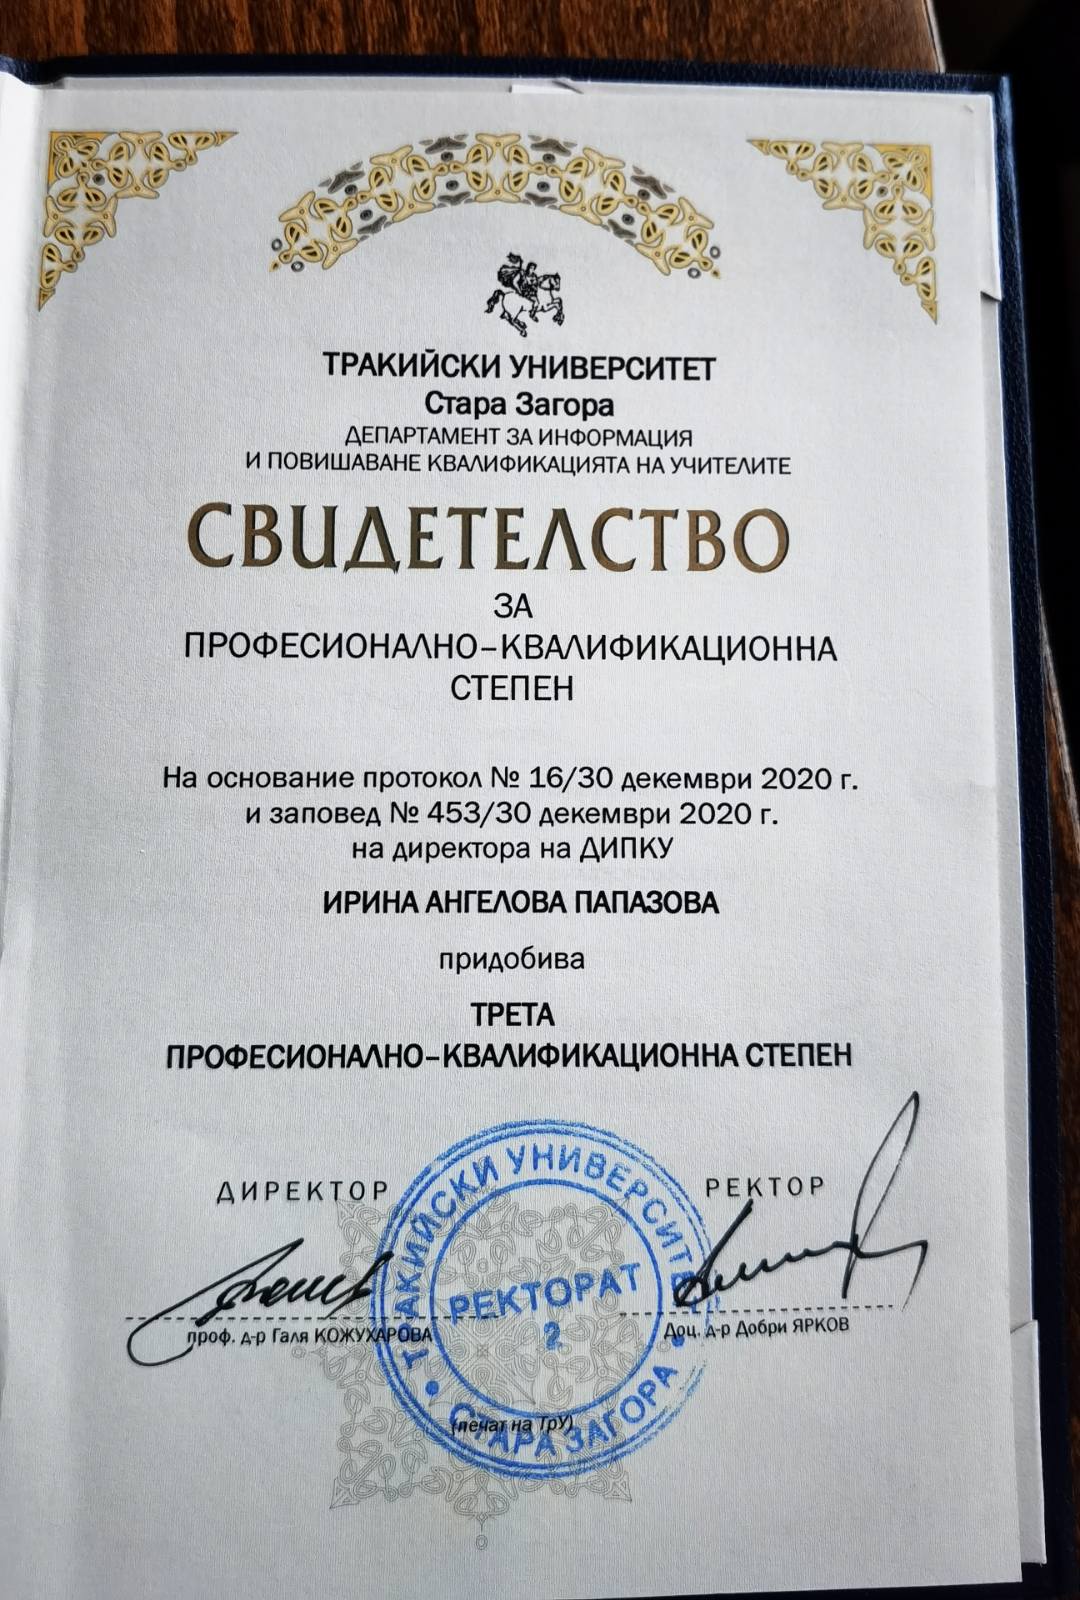 ТРАКИЙСКИ УНИВЕРСИТЕТ
Стара Загора
ДЕПАРТАМЕНТ ЗА ИНФОРМАЦИЯ
И ПОВИШАВАНЕ КВАЛИФИКАЦИЯТА НА УЧИТЕЛИТЕ
СВИДЕТЕЛСТВО
ЗА
ПРОФЕСИОНАЛНО–КВАЛИФИКАЦИОННА
СТЕПЕН
На основание протокол № 16/30 декември 2020 г.
и заповед № 453/30 декември 2020 г.
на директора на ДИПКУ
ИРИНА АНГЕЛОВА ПАПАЗОВА
придобива
ТРЕТА
ПРОФЕСИОНАЛНО–КВАЛИФИКАЦИОННА СТЕПЕН
ДИРЕКТОР
РЕКТОР
проф. д-р Галя КОЖУХАРОВА
Доц. д-р Добри ЯРКОВ
(печат на ТрУ)
ТРАКИЙСКИ УНИВЕРСИТЕТ
РЕКТОРАТ
2
СТАРА ЗАГОРА